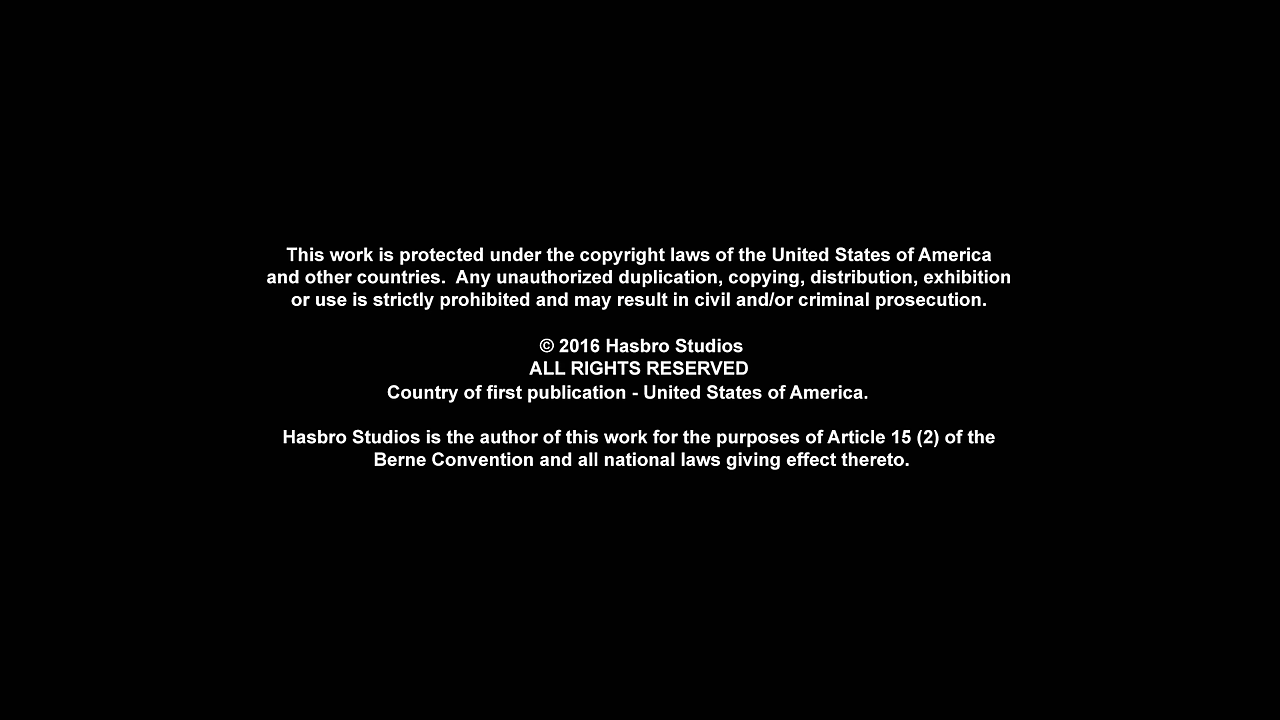 This work is protected under the copyright laws of the United States of America
and other countries.  Any unauthorized duplication, copying, distribution, exhibition
or use is strictly prohibited and may result in civil and/or criminal prosecution.
© 2016 Hasbro Studios
ALL RIGHTS RESERVED
Country of first publication - United States of America.
Hasbro Studios is the author of this work for the purposes of Article 15 (2) of the
Berne Convention and all national laws giving effect thereto.